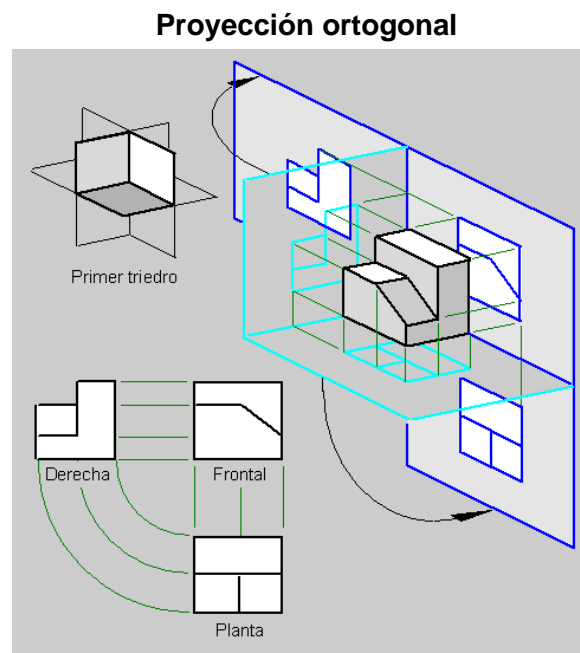 Proyección ortogonal
Primer triedro
Derecha
Frontal
Planta